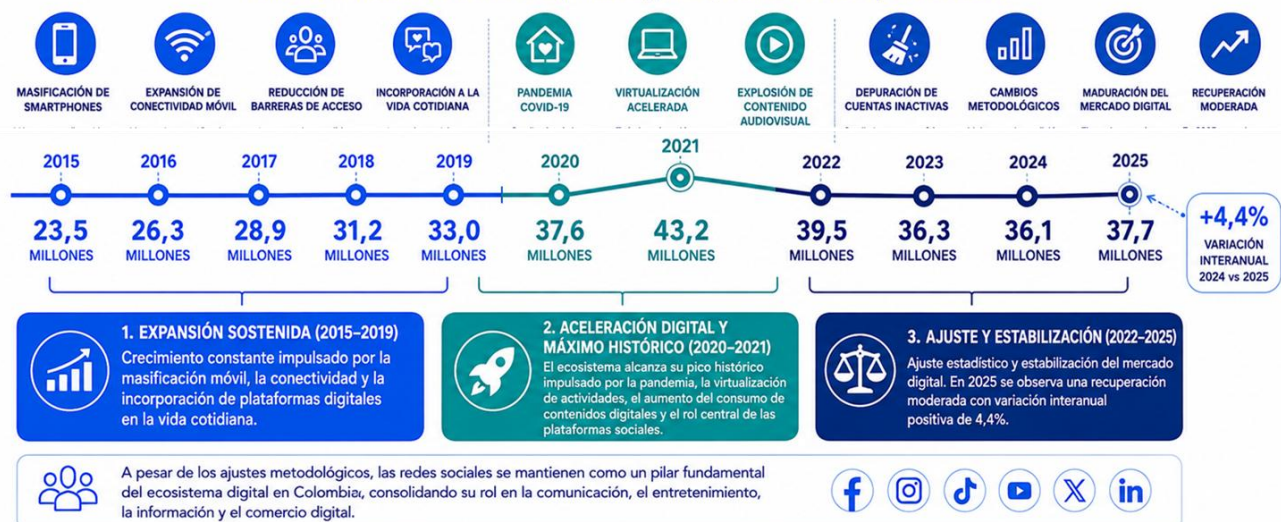 MASIFICACIÓN DE
SMARTPHONES
EXPANSIÓN DE
CONECTIVIDAD MÓVIL
REDUCCIÓN DE
BARRERAS DE ACCESO
INCORPORACIÓN A LA
VIDA COTIDIANA
PANDEMIA
COVID-19
VIRTUALIZACIÓN
ACELERADA
EXPLOSIÓN DE
CONTENIDO
AUDIOVISUAL
DEPURACIÓN DE
CUENTAS INACTIVAS
CAMBIOS
METODOLÓGICOS
MADURACIÓN DEL
MERCADO DIGITAL
RECUPERACIÓN
MODERADA
2015
23,5
MILLONES
2016
26,3
MILLONES
2017
28,9
MILLONES
2018
31,2
MILLONES
2019
33,0
MILLONES
2020
37,6
MILLONES
2021
43,2
MILLONES
2022
39,5
MILLONES
2023
36,3
MILLONES
2024
36,1
MILLONES
2025
37,7
MILLONES
+4,4%
VARIACIÓN
INTERANUAL
2024 vs 2025
1. EXPANSIÓN SOSTENIDA (2015–2019)
Crecimiento constante impulsado por la
masificación móvil, la conectividad y la
incorporación de plataformas digitales
en la vida cotidiana.
2. ACELERACIÓN DIGITAL Y
MÁXIMO HISTÓRICO (2020–2021)
El ecosistema alcanza su pico histórico
impulsado por la pandemia, la virtualización
de actividades, el aumento del consumo de
contenidos digitales y el rol central de las
plataformas sociales.
3. AJUSTE Y ESTABILIZACIÓN (2022–2025)
Ajuste estadístico y estabilización del mercado
digital. En 2025 se observa una recuperación
moderada con variación interanual
positiva de 4,4%.
A pesar de los ajustes metodológicos, las redes sociales se mantienen como un pilar fundamental
del ecosistema digital en Colombia, consolidando su rol en la comunicación, el entretenimiento,
la información y el comercio digital.